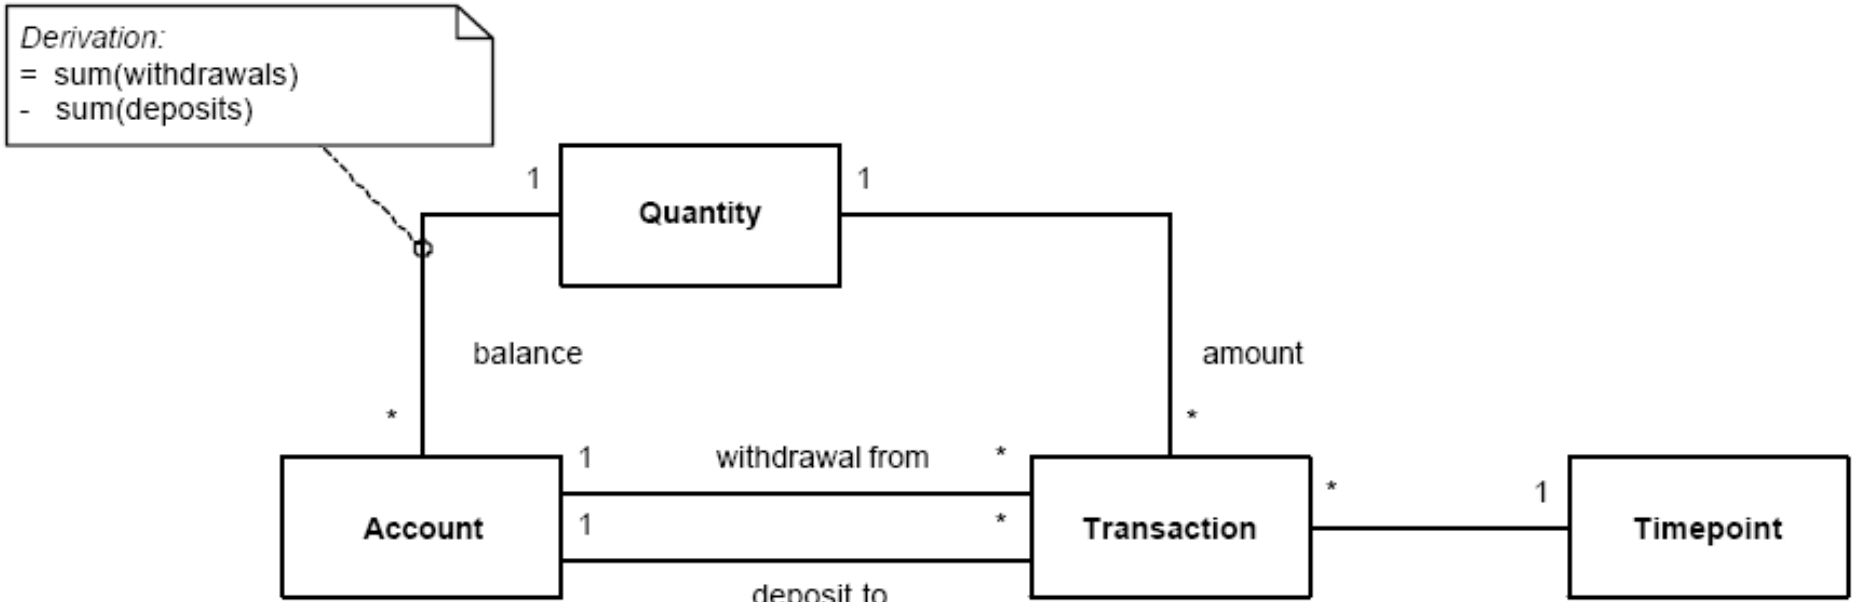 Derivation:
= sum(withdrawals)
- sum(deposits)
1
1
Quantity
balance
amount
*
*
1
withdrawal from
*
*
1
1
*
Account
Transaction
Timepoint
deposit to